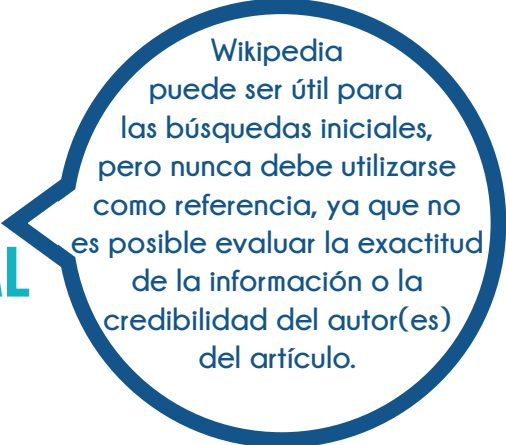 Wikipedia
puede ser útil para
las búsquedas iniciales,
pero nunca debe utilizarse
como referencia, ya que no
es posible evaluar la exactitud
de la información o la
credibilidad del autor(es)
del artículo.